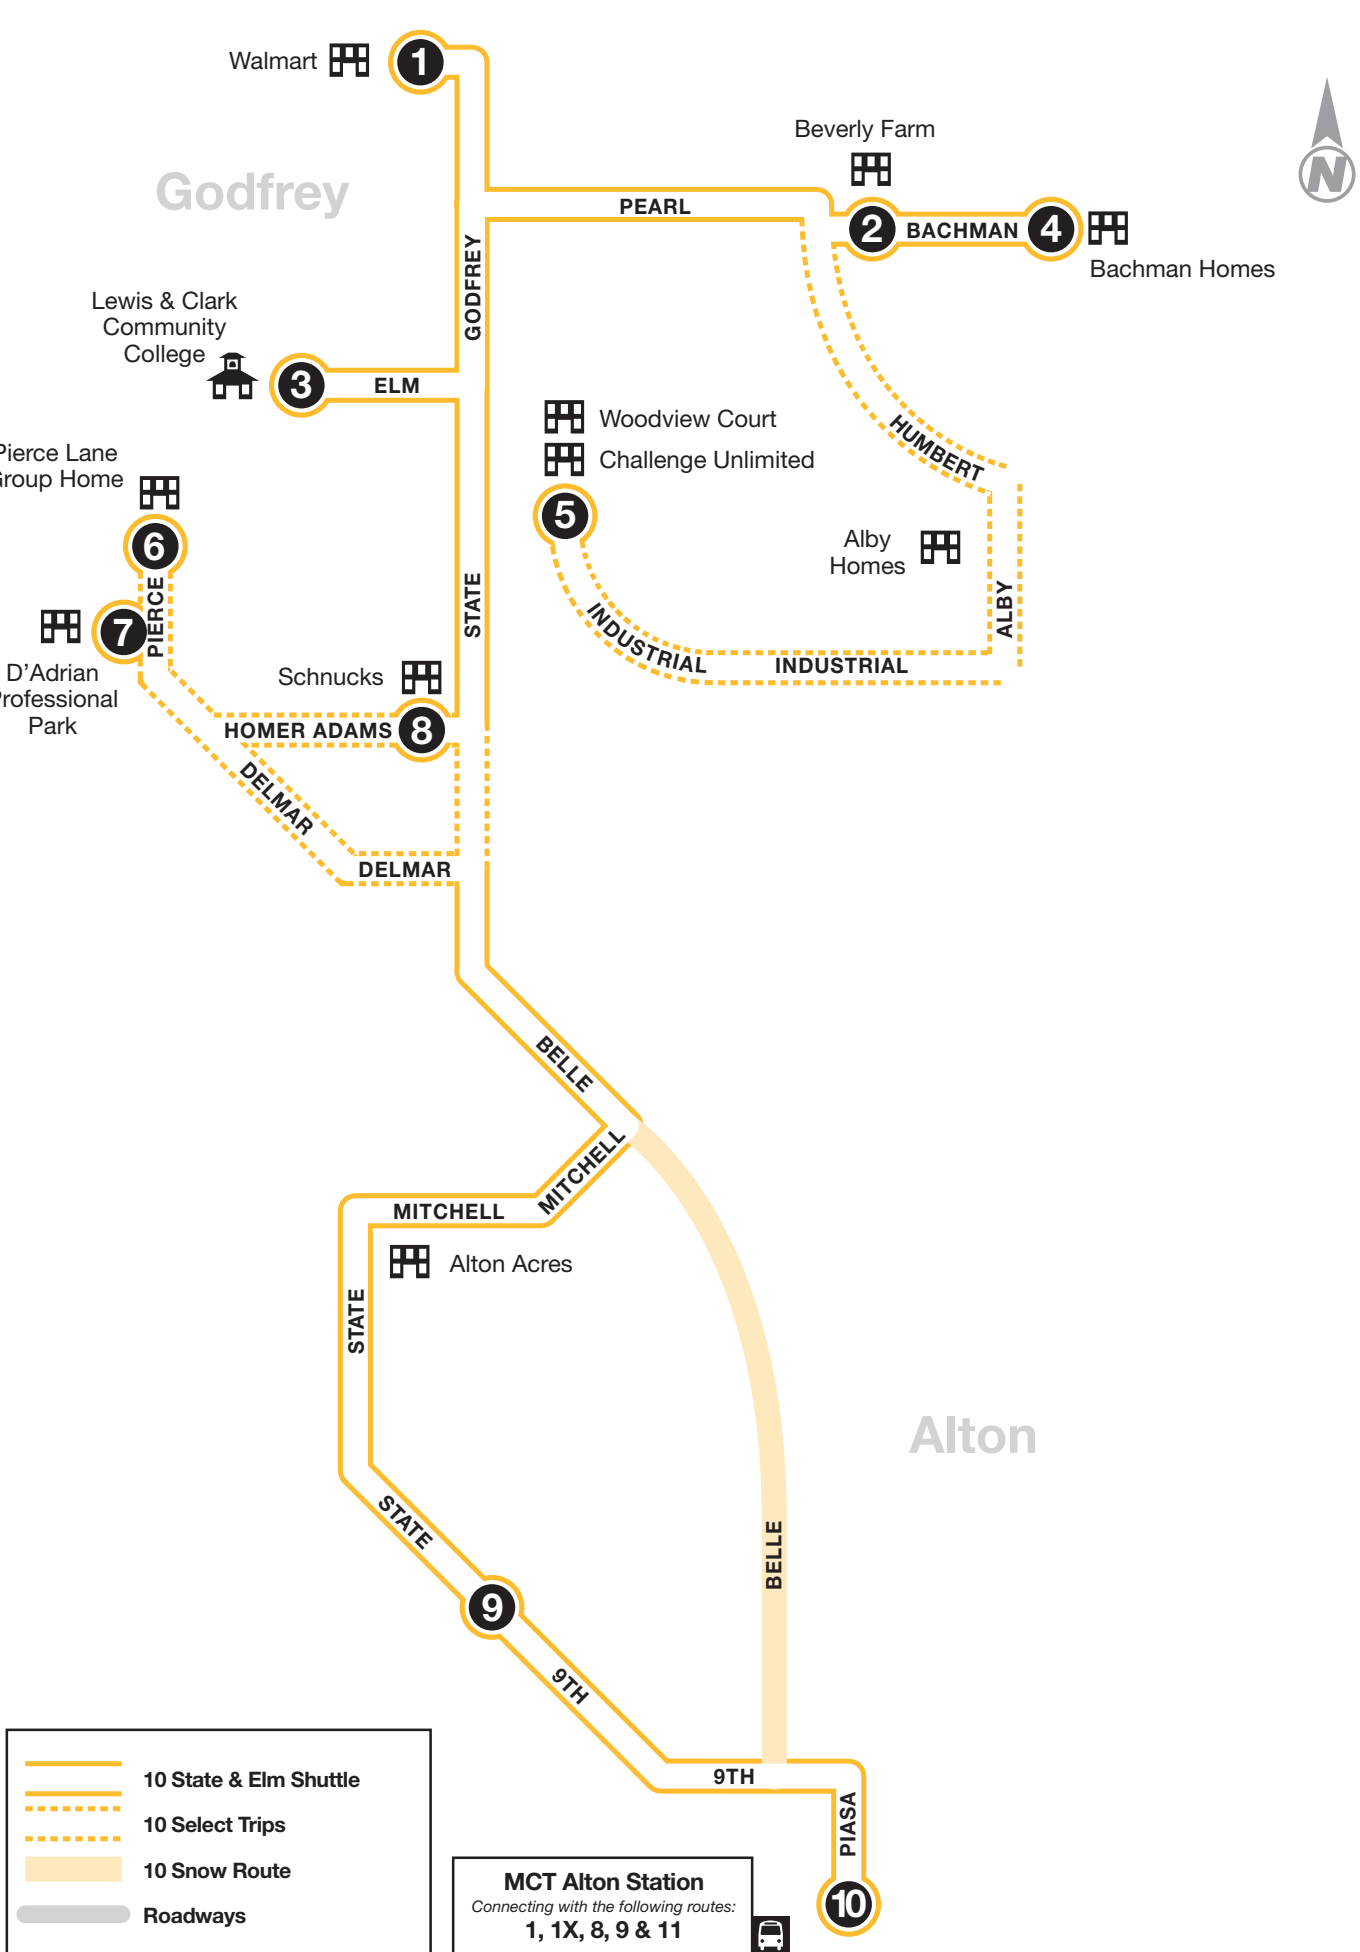 Walmart
1
Beverly Farm
N
Godfrey
PEARL
2
BACHMAN
4
GODFREY
Bachman Homes
Lewis & Clark
Community
College
3
ELM
Woodview Court
Challenge Unlimited
HUMBERT
Pierce Lane
Group Home
5
6
Alby
Homes
PIERCE
STATE
ALBY
7
INDUSTRIAL
INDUSTRIAL
D'Adrian
Professional
Park
Schnucks
HOMER ADAMS
8
DELMAR
DELMAR
BELLE
MITCHELL
MITCHELL
Alton Acres
STATE
Alton
STATE
BELLE
9
9TH
9TH
PIASA
10
10 State & Elm Shuttle
10 Select Trips
10 Snow Route
Roadways
MCT Alton Station
Connecting with the following routes:
1, 1X, 8, 9 & 11